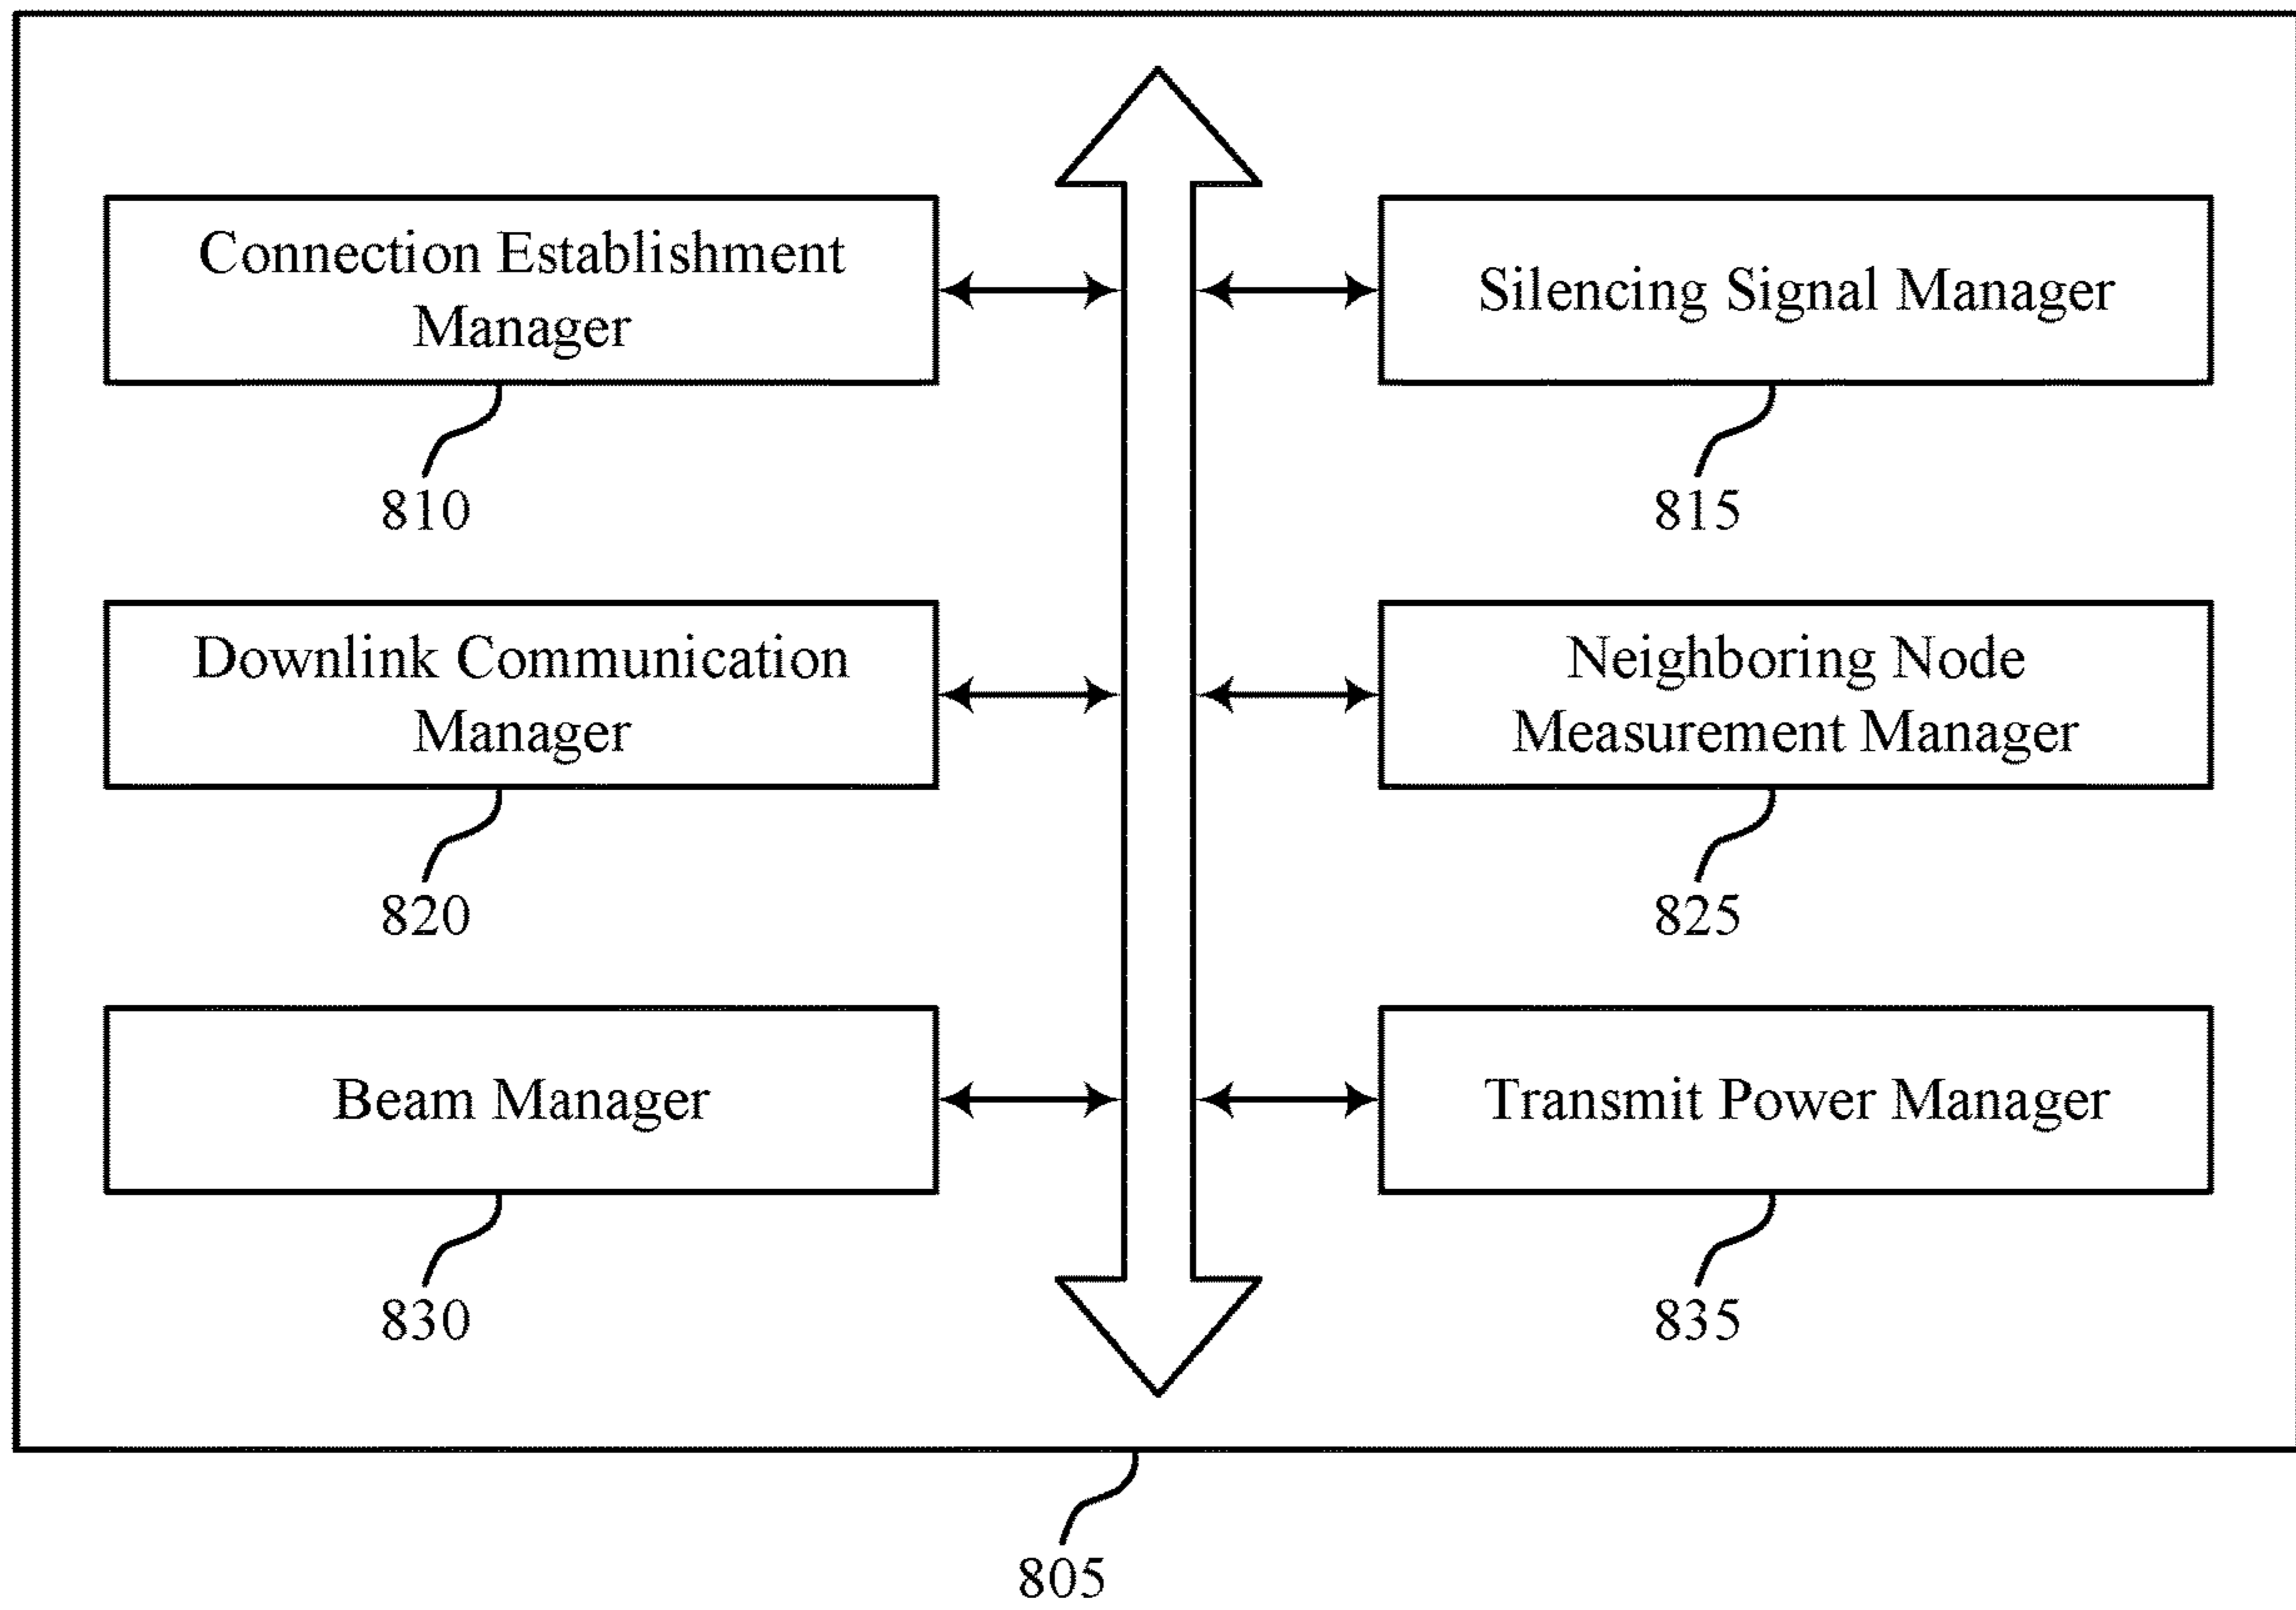 Connection Establishment
Manager
810
Silencing Signal Manager
815
Downlink Communication
Manager
820
Neighboring Node
Measurement Manager
825
Beam Manager
830
Transmit Power Manager
835
805